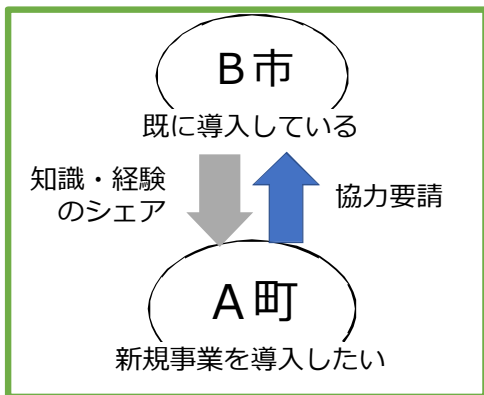 B市
既に導入している
知識・経験
のシェア
協力要請
A町
新規事業を導入したい